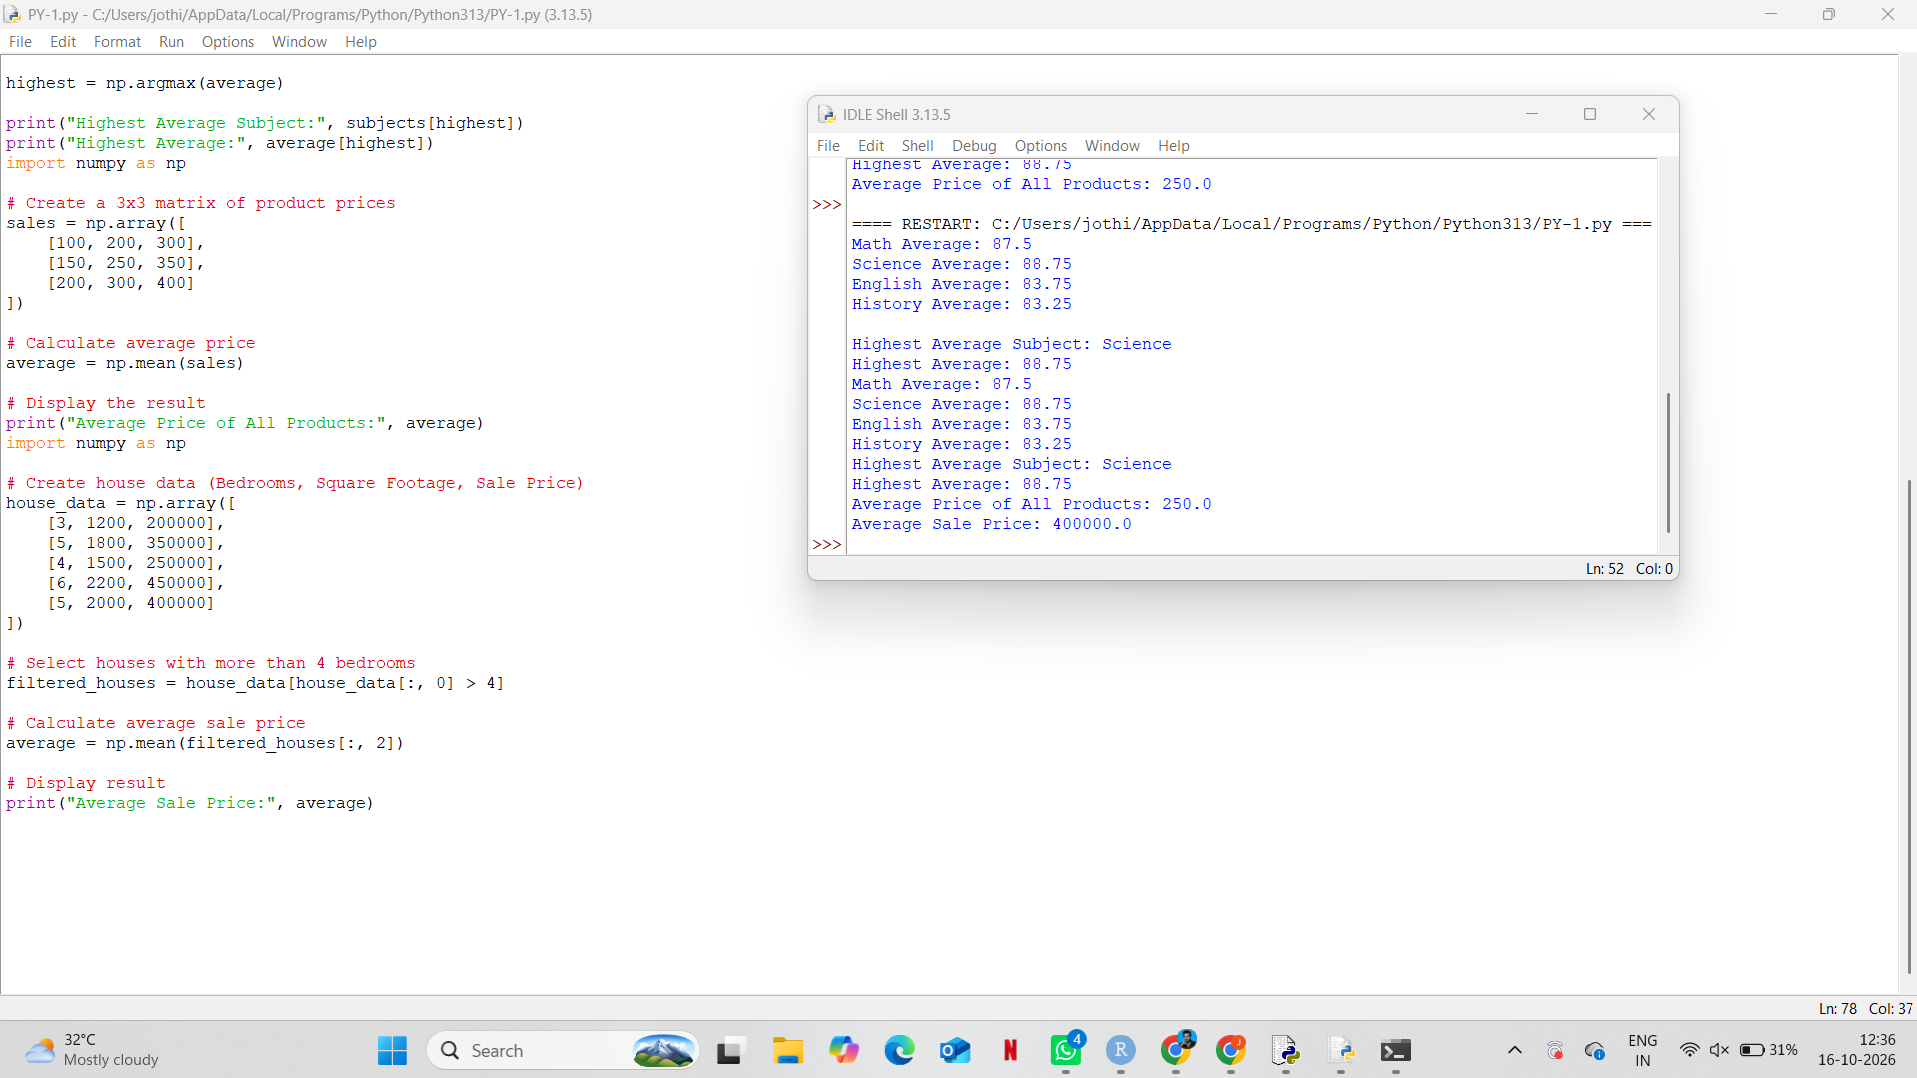 PY-1.py - C:/Users/jothi/AppData/Local/Programs/Python/Python313/PY-1.py (3.13.5)
File Edit Format Run Options Window Help
highest = np.argmax(average)
print("Highest Average Subject:", subjects[highest])
print("Highest Average:", average[highest])
import numpy as np
# Create a 3x3 matrix of product prices
sales = np.array([
[100, 200, 300],
[150, 250, 350],
[200, 300, 400]
])
# Calculate average price
average = np.mean(sales)
# Display the result
print("Average Price of All Products:", average)
import numpy as np
# Create house data (Bedrooms, Square Footage, Sale Price)
house_data = np.array([
[3, 1200, 200000],
[5, 1800, 350000],
[4, 1500, 250000],
[6, 2200, 450000],
[5, 2000, 400000]
])
# Select houses with more than 4 bedrooms
filtered_houses = house_data[house_data[:, 0] > 4]
# Calculate average sale price
average = np.mean(filtered_houses[:, 2])
# Display result
print("Average Sale Price:", average)
IDLE Shell 3.13.5
File Edit Shell Debug Options Window Help
Highest Average: 88.75
Average Price of All Products: 250.0
>>>
==== RESTART: C:/Users/jothi/AppData/Local/Programs/Python/Python313/PY-1.py ===
Math Average: 87.5
Science Average: 88.75
English Average: 83.75
History Average: 83.25
Highest Average Subject: Science
Highest Average: 88.75
Math Average: 87.5
Science Average: 88.75
English Average: 83.75
History Average: 83.25
Highest Average Subject: Science
Highest Average: 88.75
Average Price of All Products: 250.0
Average Sale Price: 400000.0
>>>
Ln: 52 Col: 0
Ln: 78 Col: 37
32°C
Mostly cloudy
Search
N
4
R
J
ENG
IN
31%
12:36
16-10-2026